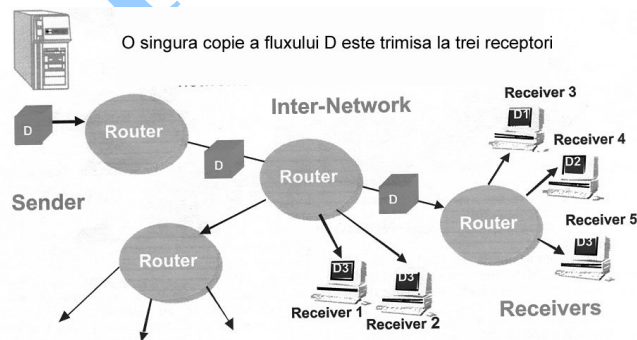 O singura copie a fluxului D este trimisa la trei receptori
Inter-Network
Receiver 3
D1
D
Router
Receiver 4
D
D2
Router
D
Sender
Receiver 5
Router
D3
Router
D3
D3
Receiver 1
Receiver 2
Receivers